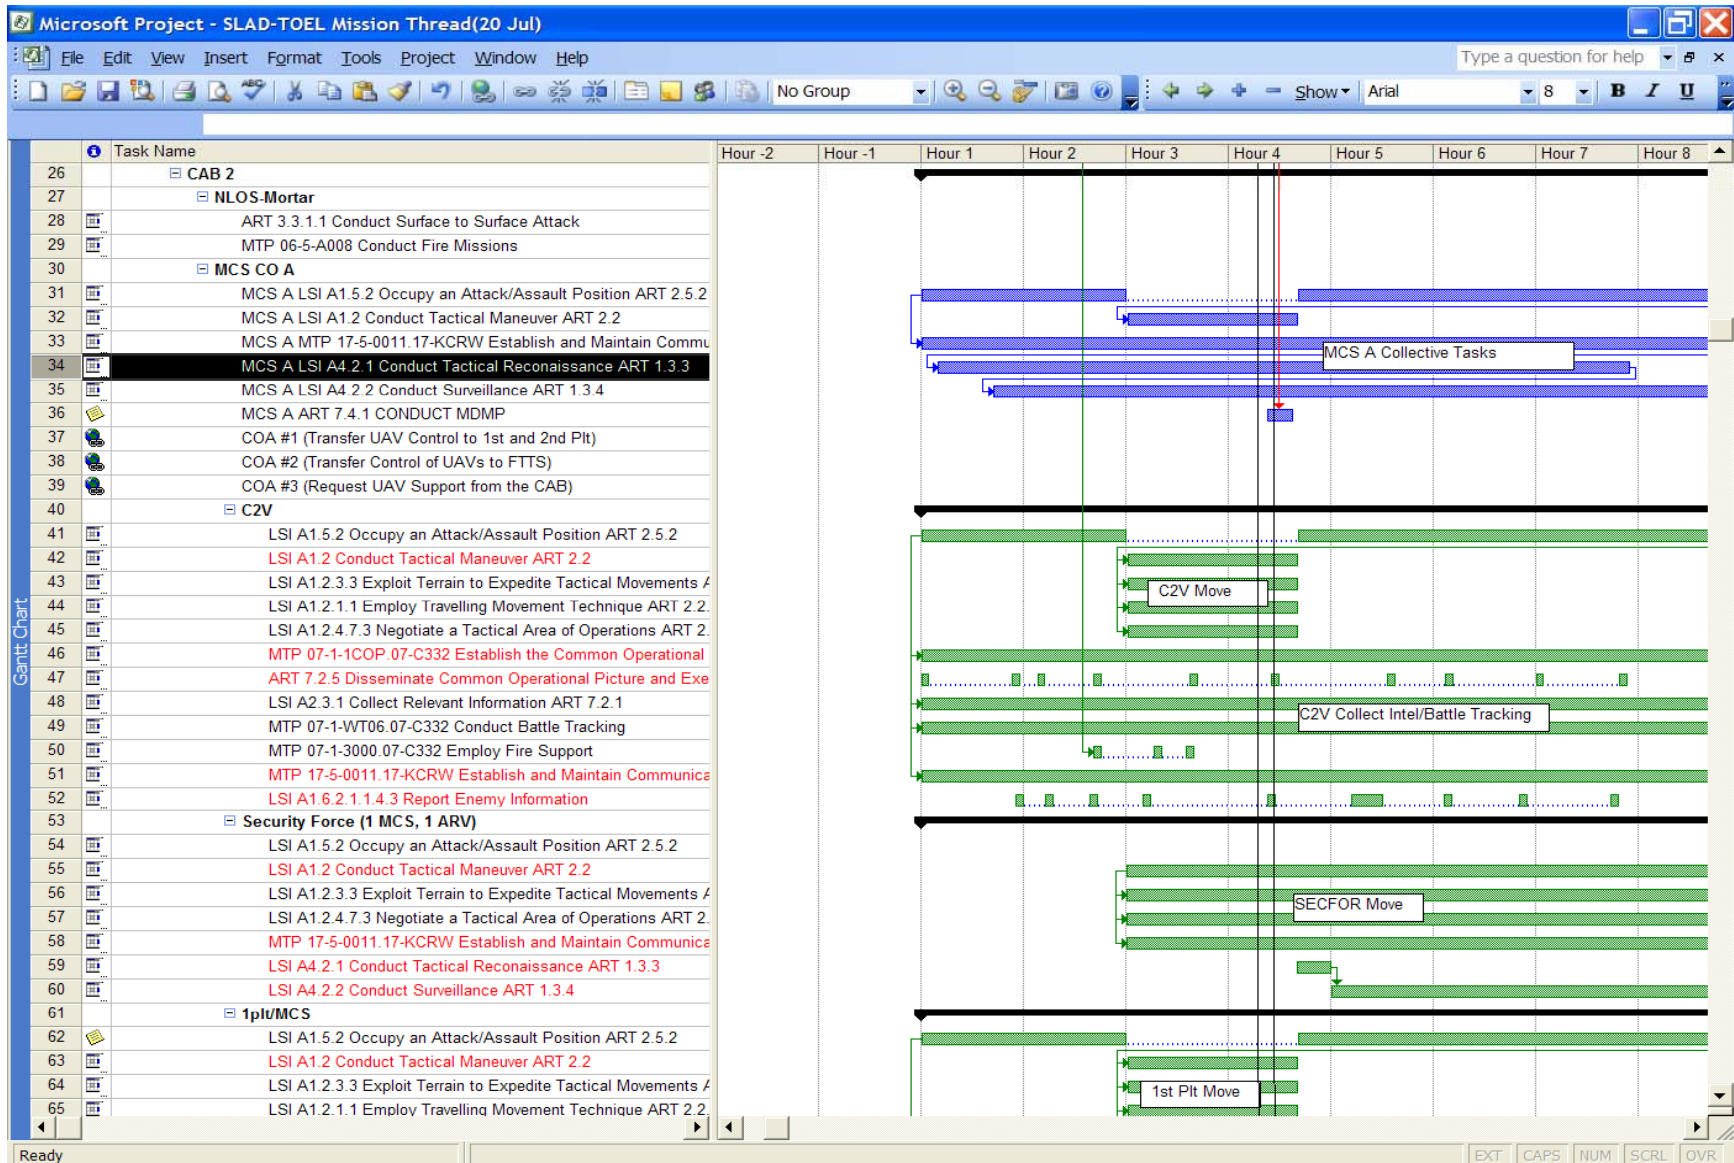 Microsoft Project - SLAD-TOEL Mission Thread(20 Jul)
File Edit View Insert Format Tools Project Window Help Type a question for help
No Group Show Arial 8 B I U
Task Name Hour -2 Hour -1 Hour 1 Hour 2 Hour 3 Hour 4 Hour 5 Hour 6 Hour 7 Hour 8
26 CAB 2
27 NLOS-Mortar
28 ART 3.3.1.1 Conduct Surface to Surface Attack
29 MTP 06-5-A008 Conduct Fire Missions
30 MCS CO A
31 MCS A LSI A1.5.2 Occupy an Attack/Assault Position ART 2.5.2
32 MCS A LSI A1.2 Conduct Tactical Maneuver ART 2.2
33 MCS A MTP 17-5-0011.17-KCRW Establish and Maintain Commu
MCS A Collective Tasks
34 MCS A LSI A4.2.1 Conduct Tactical Reconaissance ART 1.3.3
35 MCS A LSI A4.2.2 Conduct Surveillance ART 1.3.4
36 MCS A ART 7.4.1 CONDUCT MDMP
37 COA #1 (Transfer UAV Control to 1st and 2nd Plt)
38 COA #2 (Transfer Control of UAVs to FTTS)
39 COA #3 (Request UAV Support from the CAB)
40 C2V
41 LSI A1.5.2 Occupy an Attack/Assault Position ART 2.5.2
42 LSI A1.2 Conduct Tactical Maneuver ART 2.2
43 LSI A1.2.3.3 Exploit Terrain to Expedite Tactical Movements A
C2V Move
44 LSI A1.2.1.1 Employ Travelling Movement Technique ART 2.2.
45 LSI A1.2.4.7.3 Negotiate a Tactical Area of Operations ART 2.
46 MTP 07-1-1COP.07-C332 Establish the Common Operational
47 ART 7.2.5 Disseminate Common Operational Picture and Exe
48 LSI A2.3.1 Collect Relevant Information ART 7.2.1
C2V Collect Intel/Battle Tracking
49 MTP 07-1-WT06.07-C332 Conduct Battle Tracking
50 MTP 07-1-3000.07-C332 Employ Fire Support
51 MTP 17-5-0011.17-KCRW Establish and Maintain Communica
52 LSI A1.6.2.1.1.4.3 Report Enemy Information
53 Security Force (1 MCS, 1 ARV)
54 LSI A1.5.2 Occupy an Attack/Assault Position ART 2.5.2
55 LSI A1.2 Conduct Tactical Maneuver ART 2.2
56 LSI A1.2.3.3 Exploit Terrain to Expedite Tactical Movements A
SECFOR Move
57 LSI A1.2.4.7.3 Negotiate a Tactical Area of Operations ART 2.
58 MTP 17-5-0011.17-KCRW Establish and Maintain Communica
59 LSI A4.2.1 Conduct Tactical Reconaissance ART 1.3.3
60 LSI A4.2.2 Conduct Surveillance ART 1.3.4
61 1plt/MCS
62 LSI A1.5.2 Occupy an Attack/Assault Position ART 2.5.2
63 LSI A1.2 Conduct Tactical Maneuver ART 2.2
64 LSI A1.2.3.3 Exploit Terrain to Expedite Tactical Movements A
1st Plt Move
65 LSI A1.2.1.1 Employ Travelling Movement Technique ART 2.2.
Gantt Chart
Ready EXT CAPS NUM SCRL OVR